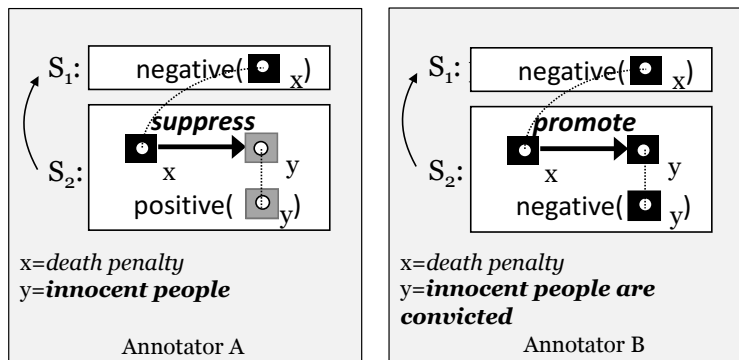 S1: negative( x)
suppress
x y
S2:
positive( y)
x=death penalty
y=innocent people
Annotator A
S1: negative( x)
promote
x y
S2:
negative( y)
x=death penalty
y=innocent people are
convicted
Annotator B